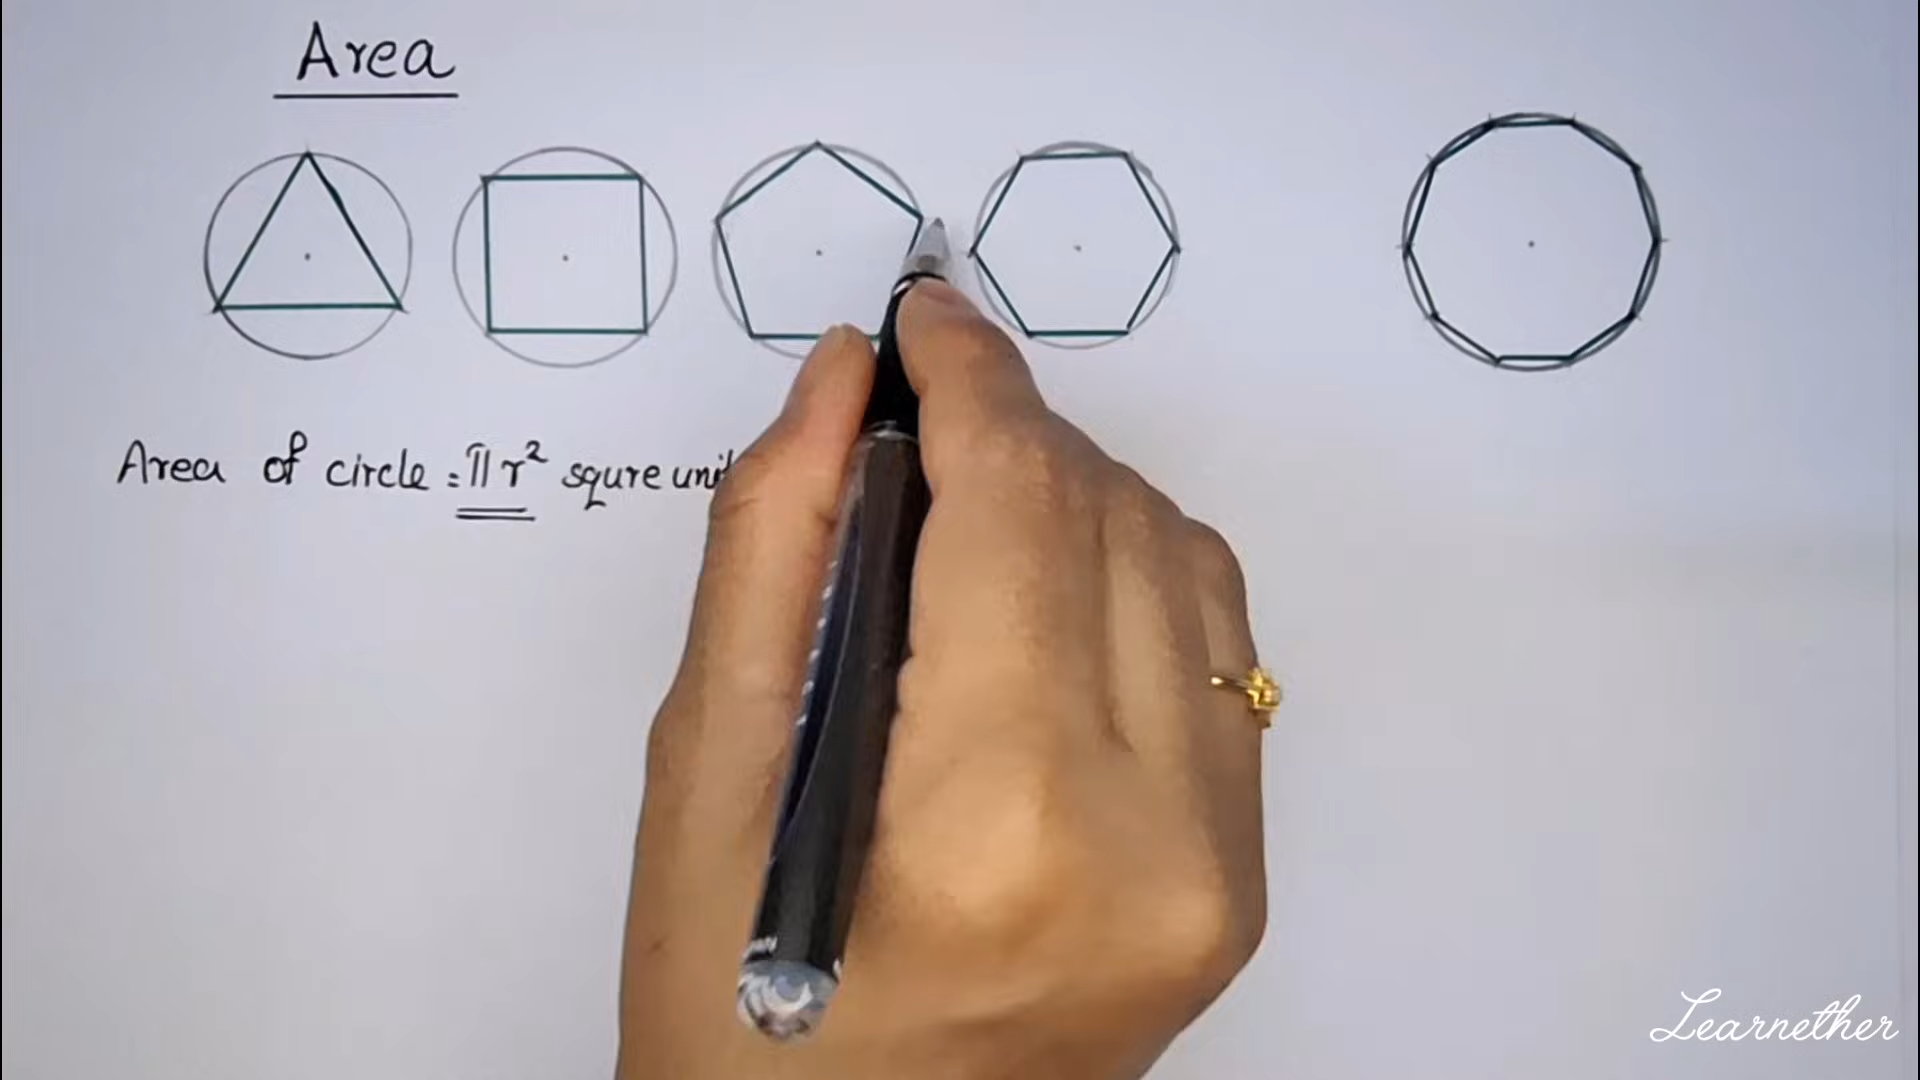 Area
Area of circle = πr² squre
Learnether